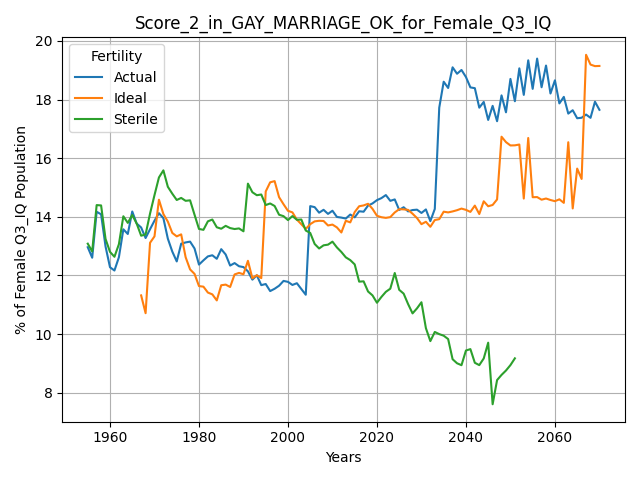 Score_2_in_GAY_MARRIAGE_OK_for_Female_Q3_IQ
Fertility
Actual
Ideal
Sterile
% of Female Q3_IQ Population
20
18
16
14
12
10
8
1960
1980
2000
2020
2040
2060
Years